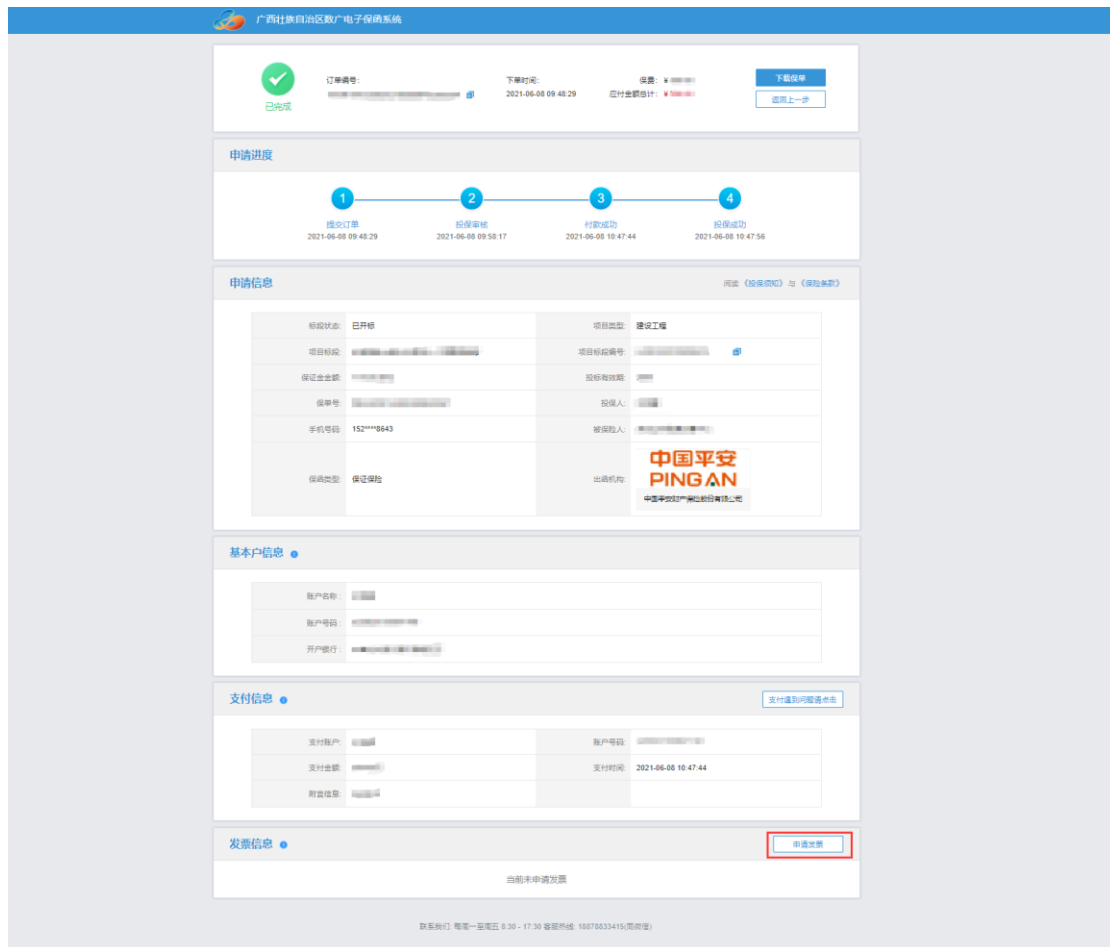 广西壮族自治区数广电子保函系统
已完成
订单编号:
下单时间:
2021-06-08 09:48:29
保费: ¥
应付金额总计: ¥
下载保单
返回上一步
申请进度
1 2 3 4
提交订单 投保审核 付款成功 投保成功
2021-06-08 09:48:29 2021-06-08 09:58:17 2021-06-08 10:47:44 2021-06-08 10:47:56
申请信息 阅读《投保须知》与《保险条款》
标段状态: 已开标 项目类型: 建设工程
项目标段: 项目标段编号:
保证金金额: 投标有效期:
保单号: 投保人:
手机号码: 152****8643 被保险人:
保函类型: 保证保险 出函机构:
中国平安
PINGAN
中国平安财产保险股份有限公司
基本户信息
账户名称:
账户号码:
开户银行:
支付信息 支付遇到问题请点击
支付账户: 账户号码:
支付金额: 支付时间: 2021-06-08 10:47:44
附言信息:
发票信息 申请发票
当前未申请发票
联系我们: 每周一至周五 8:30 - 17:30 客服热线: 18878833415(同微信)